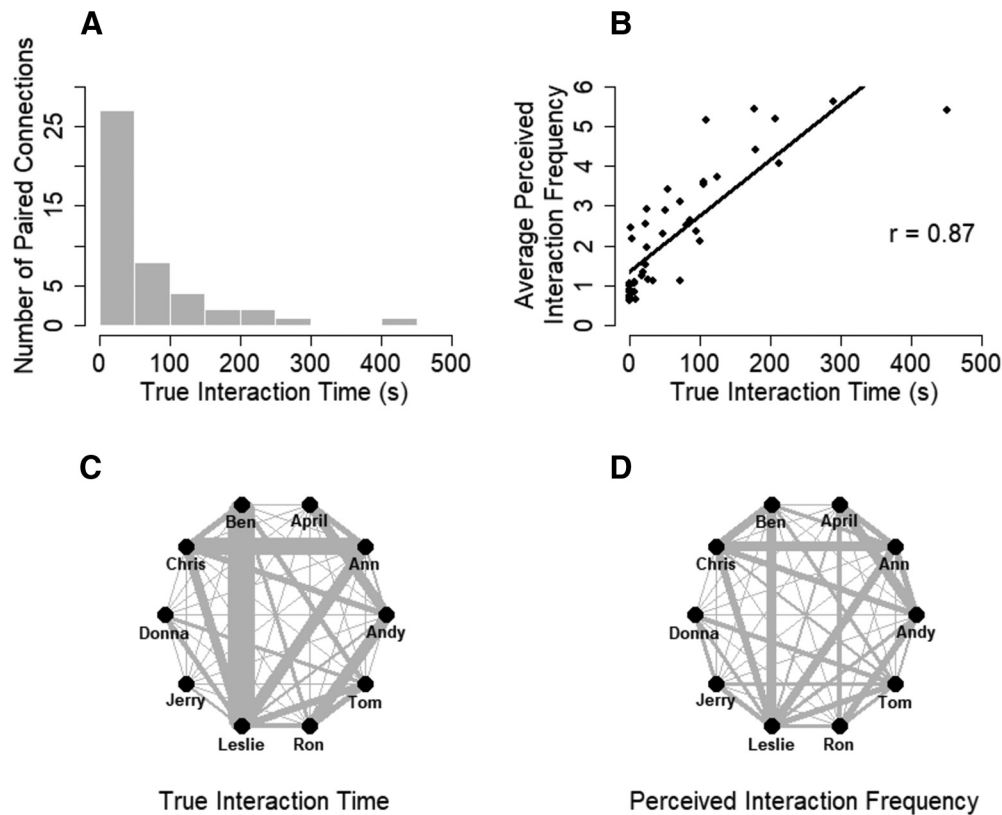 A
Number of Paired Connections
25
15
5
0
0 100 200 300 400 500
True Interaction Time (s)
B
Average Perceived
Interaction Frequency
6
5
4
3
2
1
0
r = 0.87
0 100 200 300 400 500
True Interaction Time (s)
C
Ben
April
Chris
Ann
Donna
Andy
Jerry
Tom
Leslie
Ron
True Interaction Time
D
Ben
April
Chris
Ann
Donna
Andy
Jerry
Tom
Leslie
Ron
Perceived Interaction Frequency